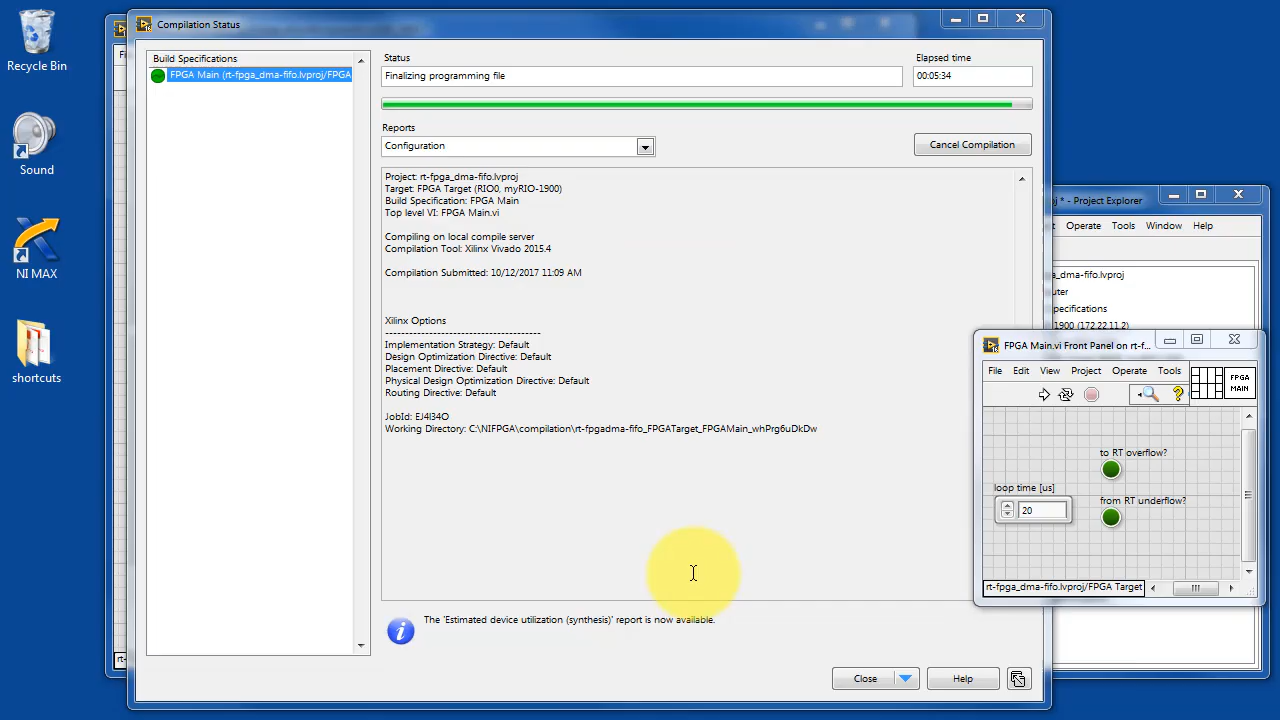 Recycle Bin
Sound
NI MAX
shortcuts
Compilation Status
Build Specifications
FPGA Main (rt-fpga_dma-fifo.lvproj/FPGA
Status
Finalizing programming file
Elapsed time
00:05:34
Reports
Configuration
Cancel Compilation
Project: rt-fpga_dma-fifo.lvproj
Target: FPGA Target (RIO0, myRIO-1900)
Build Specification: FPGA Main
Top level VI: FPGA Main.vi
Compiling on local compile server
Compilation Tool: Xilinx Vivado 2015.4
Compilation Submitted: 10/12/2017 11:09 AM
Xilinx Options
---------------------------------------
Implementation Strategy: Default
Design Optimization Directive: Default
Placement Directive: Default
Physical Design Optimization Directive: Default
Routing Directive: Default
JobId: EJ4I34O
Working Directory: C:\NIFPGA\compilation\rt-fpgadma-fifo_FPGATarget_FPGAMain_whPrg6uDkDw
The 'Estimated device utilization (synthesis)' report is now available.
Close
Help
oj * - Project Explorer
Operate Tools Window Help
a_dma-fifo.lvproj
uter
pecifications
1900 (172.22.11.2)
FPGA Main.vi Front Panel on rt-f...
File Edit View Project Operate Tools
FPGA
MAIN
to RT overflow?
loop time [us]
20
from RT underflow?
rt-fpga_dma-fifo.lvproj/FPGA Target